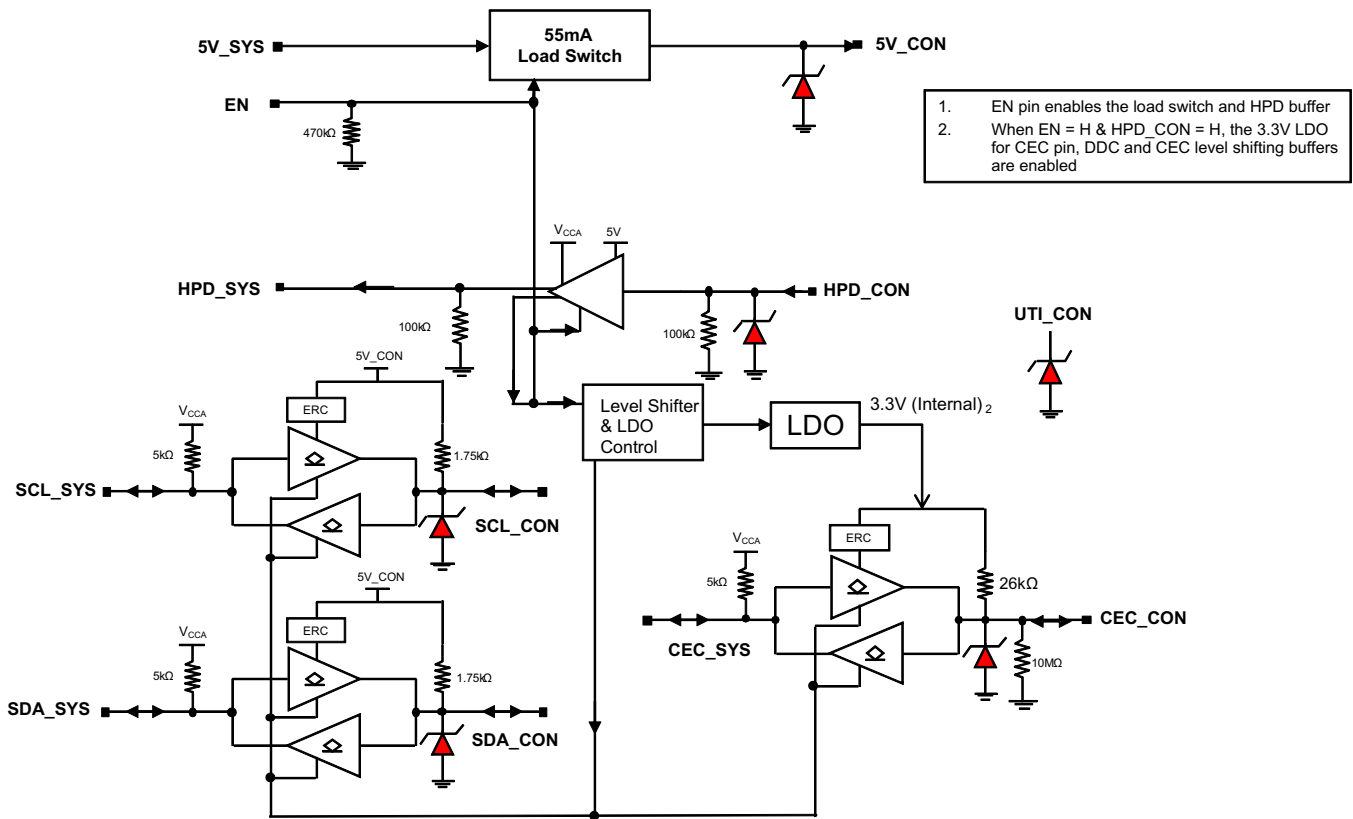 55mA
Load Switch
5V_SYS
5V_CON
EN
470kΩ
1. EN pin enables the load switch and HPD buffer
2. When EN = H & HPD_CON = H, the 3.3V LDO
for CEC pin, DDC and CEC level shifting buffers
are enabled
VCCA
5V
HPD_SYS
HPD_CON
100kΩ
100kΩ
UTI_CON
5V_CON
VCCA
ERC
5kΩ
1.75kΩ
SCL_SYS
SCL_CON
Level Shifter
& LDO
Control
LDO
3.3V (Internal) 2
5V_CON
VCCA
ERC
5kΩ
1.75kΩ
SDA_SYS
SDA_CON
VCCA
ERC
5kΩ
26kΩ
CEC_SYS
CEC_CON
10MΩ